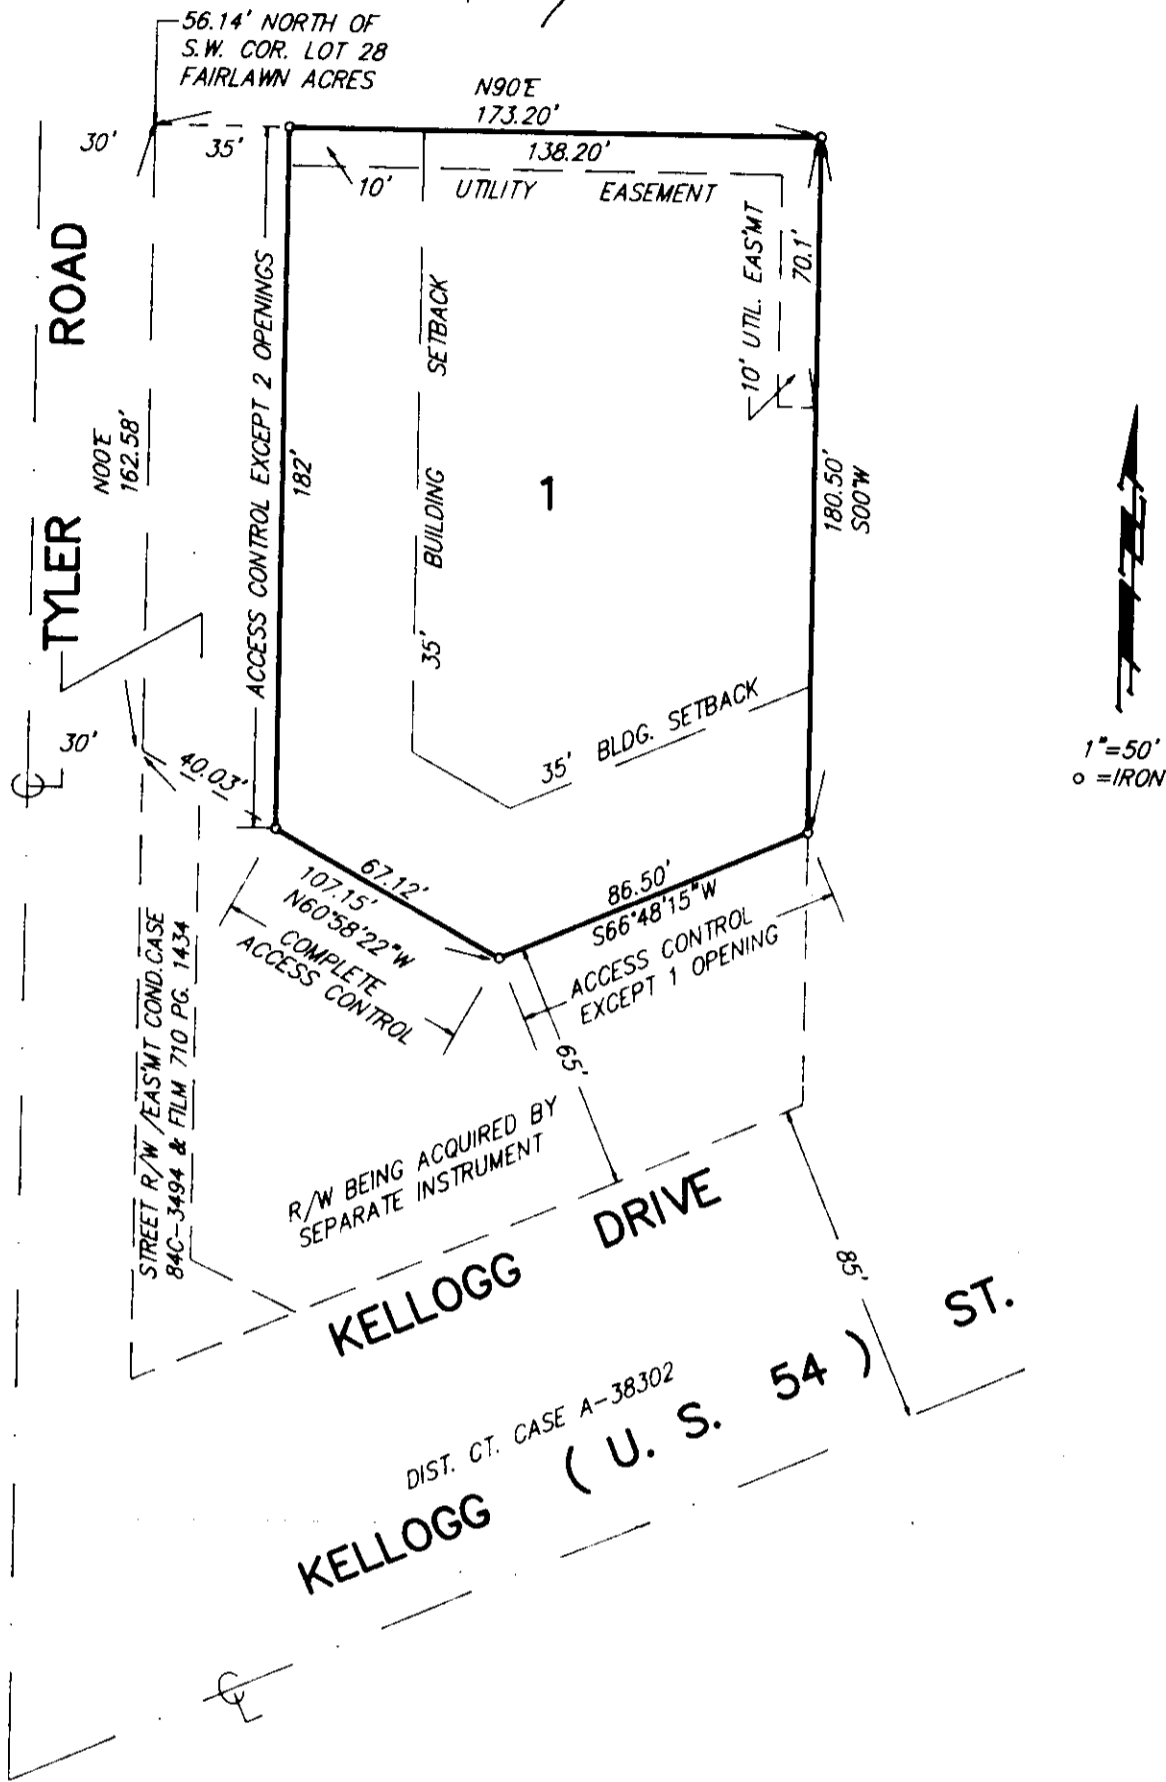 56.14' NORTH OF
S.W. COR. LOT 28
FAIRLAWN ACRES
N90°E
173.20'
30'
35'
138.20'
10'
UTILITY EASEMENT
TYLER ROAD
N00°E
162.58'
ACCESS CONTROL EXCEPT 2 OPENINGS
182'
35' BUILDING SETBACK
10' UTIL. EAS'MT
70.1'
1
180.50'
S00°W
30'
40.03'
35' BLDG. SETBACK
1"=50'
o =IRON
67.12'
107.15'
N60°58'22"W
COMPLETE
ACCESS CONTROL
86.50'
S66°48'15"W
ACCESS CONTROL
EXCEPT 1 OPENING
65'
STREET R/W /EAS'MT COND.CASE
84C-3494 & FILM 710 PG. 1434
R/W BEING ACQUIRED BY
SEPARATE INSTRUMENT
KELLOGG DRIVE
85'
DIST. CT. CASE A-38302
KELLOGG ( U. S. 54 ) ST.